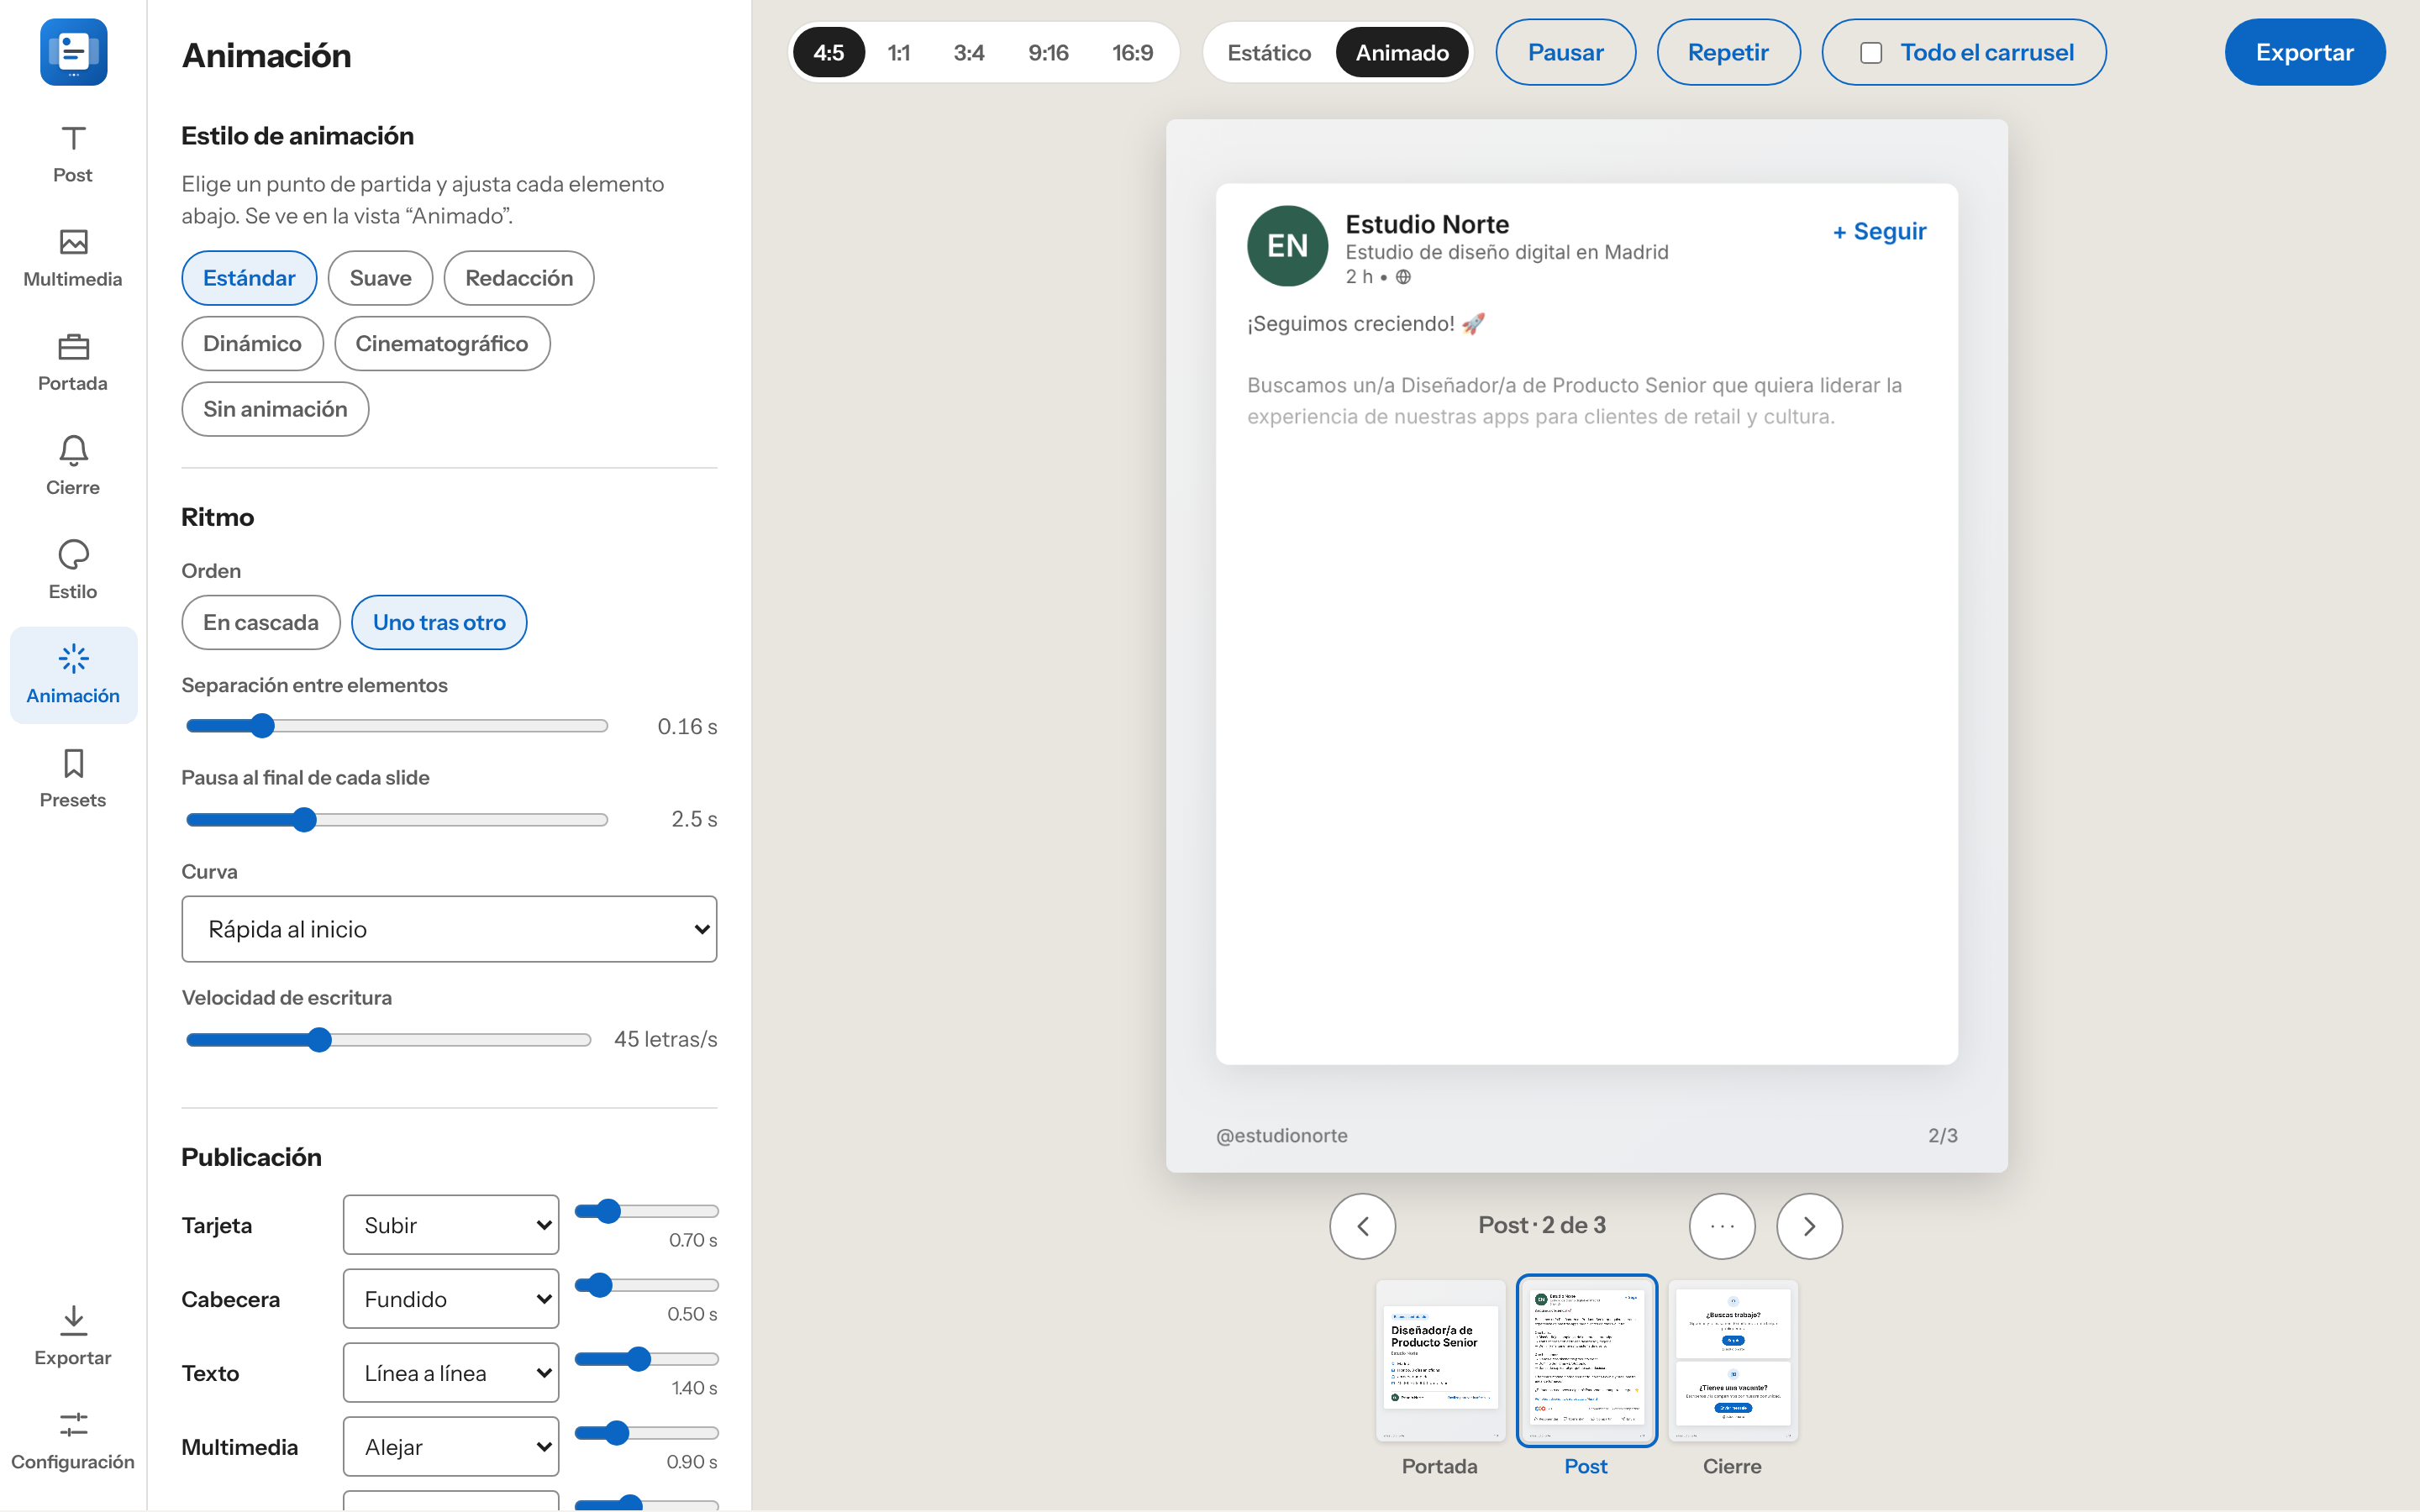 Post
Multimedia
Portada
Cierre
Estilo
Animación
Presets
Exportar
Configuración
Animación
Estilo de animación
Elige un punto de partida y ajusta cada elemento
abajo. Se ve en la vista “Animado”.
Estándar Suave Redacción
Dinámico Cinematográfico
Sin animación
Ritmo
Orden
En cascada Uno tras otro
Separación entre elementos
0.16 s
Pausa al final de cada slide
2.5 s
Curva
Rápida al inicio
Velocidad de escritura
45 letras/s
Publicación
Tarjeta Subir 0.70 s
Cabecera Fundido 0.50 s
Texto Línea a línea 1.40 s
Multimedia Alejar 0.90 s
4:5 1:1 3:4 9:16 16:9 Estático Animado Pausar Repetir Todo el carrusel Exportar
EN
Estudio Norte
Estudio de diseño digital en Madrid
2 h •
+ Seguir
¡Seguimos creciendo! 🚀
Buscamos un/a Diseñador/a de Producto Senior que quiera liderar la
experiencia de nuestras apps para clientes de retail y cultura.
@estudionorte 2/3
Post · 2 de 3
Diseñador/a de
Producto Senior
¿Buscas trabajo?
¿Tienes una vacante?
Portada Post Cierre